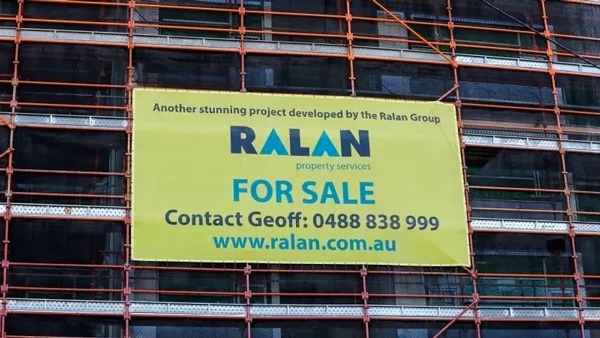 Another stunning project developed by the Ralan Group
RALAN
property services
FOR SALE
Contact Geoff: 0488 838 999
www.ralan.com.au